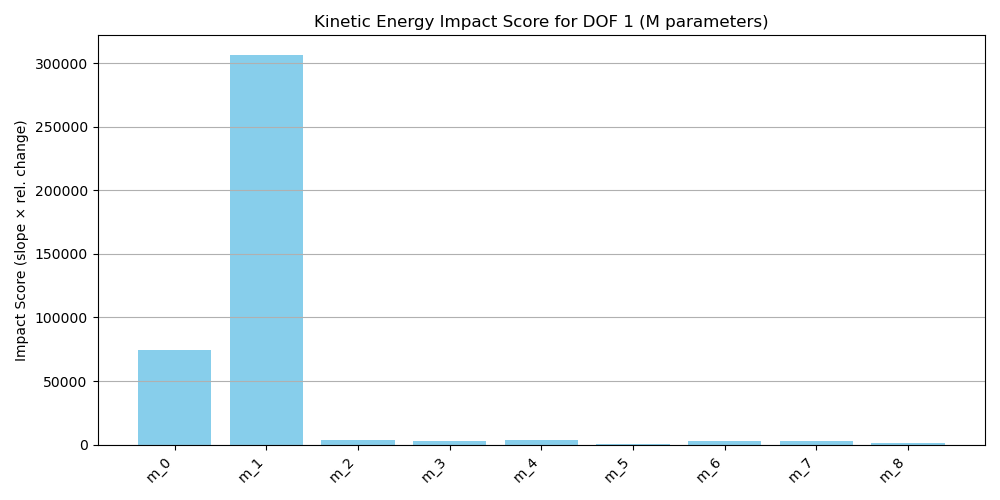 Kinetic Energy Impact Score for DOF 1 (M parameters)
Impact Score (slope × rel. change)
300000
250000
200000
150000
100000
50000
0
m_0 m_1 m_2 m_3 m_4 m_5 m_6 m_7 m_8